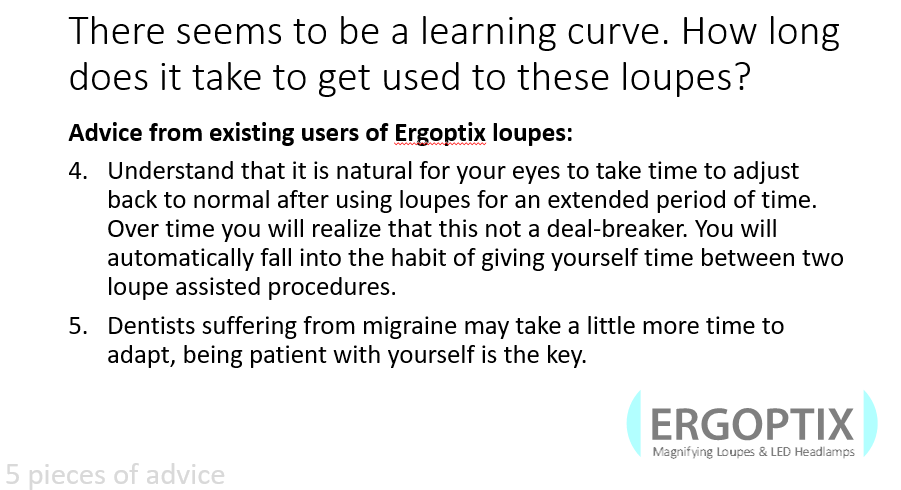 There seems to be a learning curve. How long
does it take to get used to these loupes?
Advice from existing users of Ergoptix loupes:
4. Understand that it is natural for your eyes to take time to adjust
back to normal after using loupes for an extended period of time.
Over time you will realize that this not a deal-breaker. You will
automatically fall into the habit of giving yourself time between two
loupe assisted procedures.
5. Dentists suffering from migraine may take a little more time to
adapt, being patient with yourself is the key.
ERGOPTIX
Magnifying Loupes & LED Headlamps
5 pieces of advice